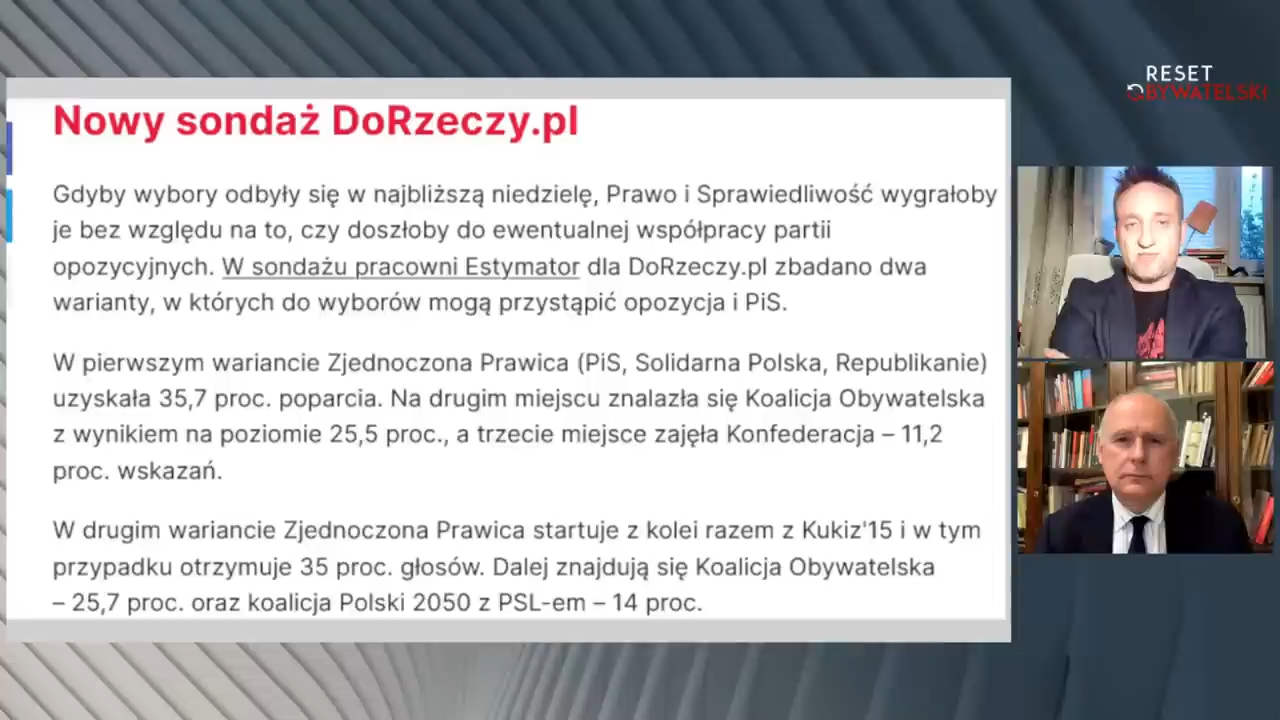 Nowy sondaż DoRzeczy.pl
Gdyby wybory odbyły się w najbliższą niedzielę, Prawo i Sprawiedliwość wygrałoby
je bez względu na to, czy doszłoby do ewentualnej współpracy partii
opozycyjnych. W sondażu pracowni Estymator dla DoRzeczy.pl zbadano dwa
warianty, w których do wyborów mogą przystąpić opozycja i PiS.
W pierwszym wariancie Zjednoczona Prawica (PiS, Solidarna Polska, Republikanie)
uzyskała 35,7 proc. poparcia. Na drugim miejscu znalazła się Koalicja Obywatelska
z wynikiem na poziomie 25,5 proc., a trzecie miejsce zajęła Konfederacja – 11,2
proc. wskazań.
W drugim wariancie Zjednoczona Prawica startuje z kolei razem z Kukiz'15 i w tym
przypadku otrzymuje 35 proc. głosów. Dalej znajdują się Koalicja Obywatelska
– 25,7 proc. oraz koalicja Polski 2050 z PSL-em – 14 proc.
RESET
OBYWATELSKI